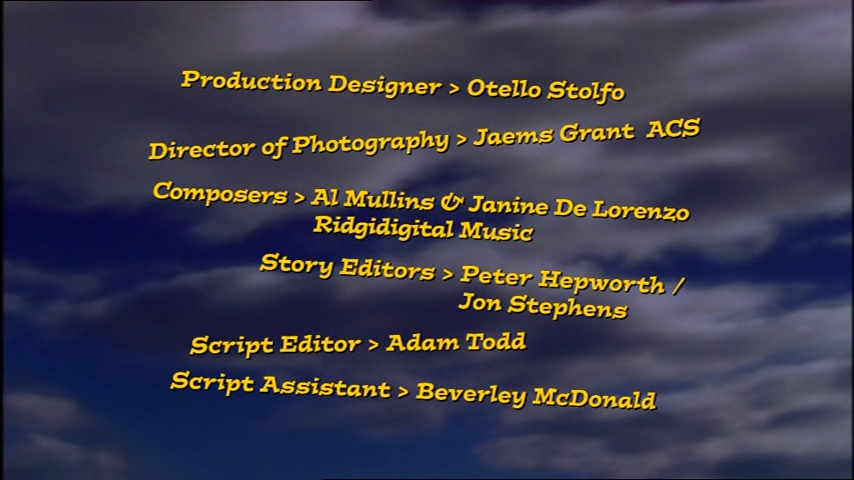 Production Designer > Otello Stolfo
Director of Photography > Jaems Grant ACS
Composers > Al Mullins & Janine De Lorenzo
Ridgidigital Music
Story Editors > Peter Hepworth /
Jon Stephens
Script Editor > Adam Todd
Script Assistant > Beverley McDonald